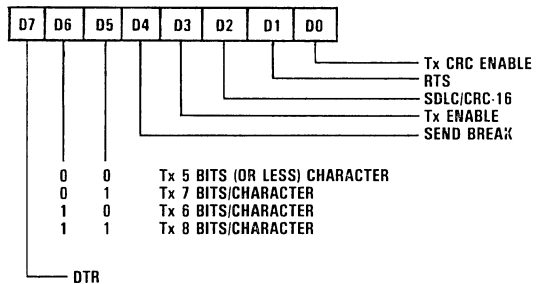 D7 D6 D5 D4 D3 D2 D1 D0
Tx CRC ENABLE
RTS
SDLC/CRC-16
Tx ENABLE
SEND BREAK
0 0 Tx 5 BITS (OR LESS) CHARACTER
0 1 Tx 7 BITS/CHARACTER
1 0 Tx 6 BITS/CHARACTER
1 1 Tx 8 BITS/CHARACTER
DTR